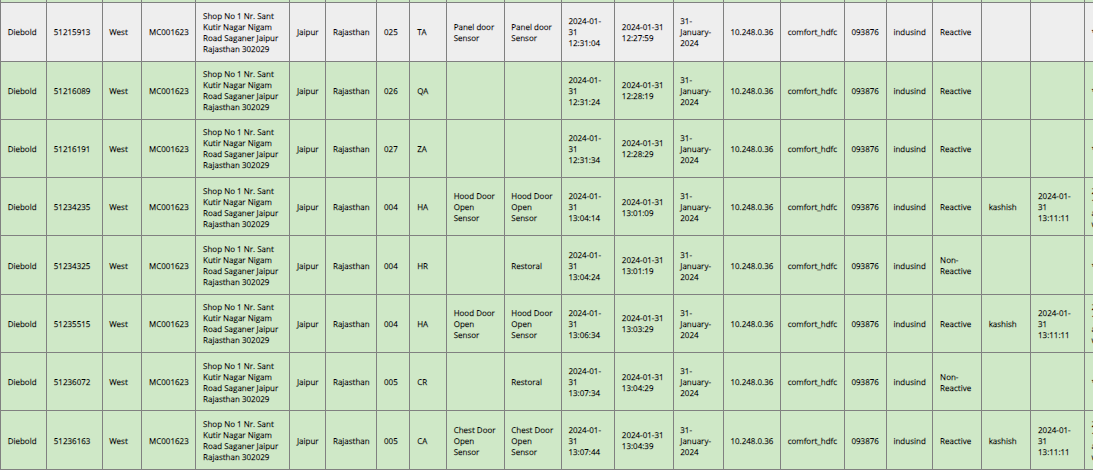 Diebold 51215913 West MC001623 Shop No 1 Nr. Sant Kutir Nagar Nigam Road Saganer Jaipur Rajasthan 302029 Jaipur Rajasthan 025 TA Panel door Sensor Panel door Sensor 2024-01-31 12:31:04 2024-01-31 12:27:59 31-January-2024 10.248.0.36 comfort_hdfc 093876 indusind Reactive
Diebold 51216089 West MC001623 Shop No 1 Nr. Sant Kutir Nagar Nigam Road Saganer Jaipur Rajasthan 302029 Jaipur Rajasthan 026 QA 2024-01-31 12:31:24 2024-01-31 12:28:19 31-January-2024 10.248.0.36 comfort_hdfc 093876 indusind Reactive
Diebold 51216191 West MC001623 Shop No 1 Nr. Sant Kutir Nagar Nigam Road Saganer Jaipur Rajasthan 302029 Jaipur Rajasthan 027 ZA 2024-01-31 12:31:34 2024-01-31 12:28:29 31-January-2024 10.248.0.36 comfort_hdfc 093876 indusind Reactive
Diebold 51234235 West MC001623 Shop No 1 Nr. Sant Kutir Nagar Nigam Road Saganer Jaipur Rajasthan 302029 Jaipur Rajasthan 004 HA Hood Door Open Sensor Hood Door Open Sensor 2024-01-31 13:04:14 2024-01-31 13:01:09 31-January-2024 10.248.0.36 comfort_hdfc 093876 indusind Reactive kashish 2024-01-31 13:11:11
Diebold 51234325 West MC001623 Shop No 1 Nr. Sant Kutir Nagar Nigam Road Saganer Jaipur Rajasthan 302029 Jaipur Rajasthan 004 HR Restoral 2024-01-31 13:04:24 2024-01-31 13:01:19 31-January-2024 10.248.0.36 comfort_hdfc 093876 indusind Non-Reactive
Diebold 51235515 West MC001623 Shop No 1 Nr. Sant Kutir Nagar Nigam Road Saganer Jaipur Rajasthan 302029 Jaipur Rajasthan 004 HA Hood Door Open Sensor Hood Door Open Sensor 2024-01-31 13:06:34 2024-01-31 13:03:29 31-January-2024 10.248.0.36 comfort_hdfc 093876 indusind Reactive kashish 2024-01-31 13:11:11
Diebold 51236072 West MC001623 Shop No 1 Nr. Sant Kutir Nagar Nigam Road Saganer Jaipur Rajasthan 302029 Jaipur Rajasthan 005 CR Restoral 2024-01-31 13:07:34 2024-01-31 13:04:29 31-January-2024 10.248.0.36 comfort_hdfc 093876 indusind Non-Reactive
Diebold 51236163 West MC001623 Shop No 1 Nr. Sant Kutir Nagar Nigam Road Saganer Jaipur Rajasthan 302029 Jaipur Rajasthan 005 CA Chest Door Open Sensor Chest Door Open Sensor 2024-01-31 13:07:44 2024-01-31 13:04:39 31-January-2024 10.248.0.36 comfort_hdfc 093876 indusind Reactive kashish 2024-01-31 13:11:11